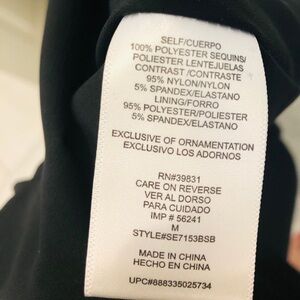 SELF/CUERPO
100% POLYESTER SEQUINS/
POLIESTER LENTEJUELAS
CONTRAST/CONTRASTE
95% NYLON/NYLON
5% SPANDEX/ELASTANO
LINING/FORRO
95% POLYESTER/POLIESTER
5% SPANDEX/ELASTANO
EXCLUSIVE OF ORNAMENTATION
EXCLUSIVO LOS ADORNOS
RN#39831
CARE ON REVERSE
VER AL DORSO
PARA CUIDADO
IMP # 56241
M
STYLE#SE7153BSB
MADE IN CHINA
HECHO EN CHINA
UPC#888335025734